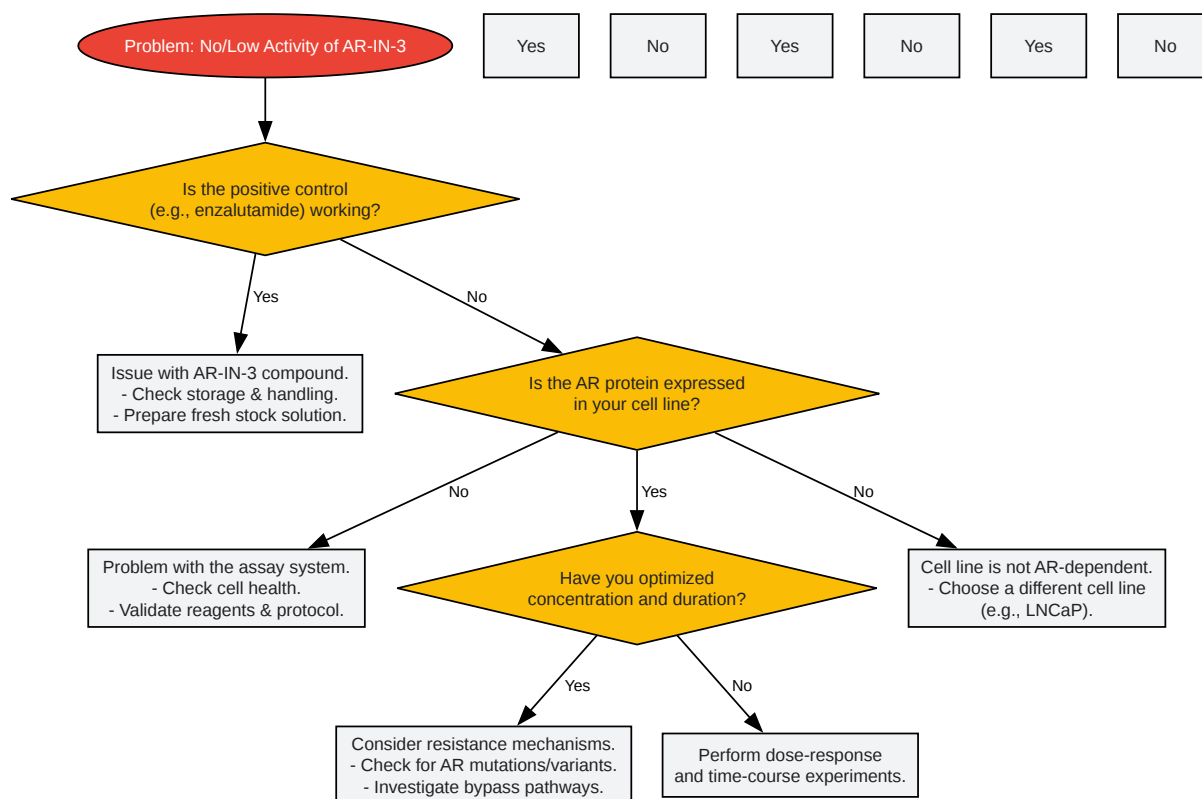 Problem: No/Low Activity of AR-IN-3
Yes
No
Yes
No
Yes
No
Is the positive control
(e.g., enzalutamide) working?
Yes
No
Issue with AR-IN-3 compound.
- Check storage & handling.
- Prepare fresh stock solution.
Is the AR protein expressed
in your cell line?
No
Yes
No
Problem with the assay system.
- Check cell health.
- Validate reagents & protocol.
Have you optimized
concentration and duration?
Cell line is not AR-dependent.
- Choose a different cell line
(e.g., LNCaP).
Yes
No
Consider resistance mechanisms.
- Check for AR mutations/variants.
- Investigate bypass pathways.
Perform dose-response
and time-course experiments.